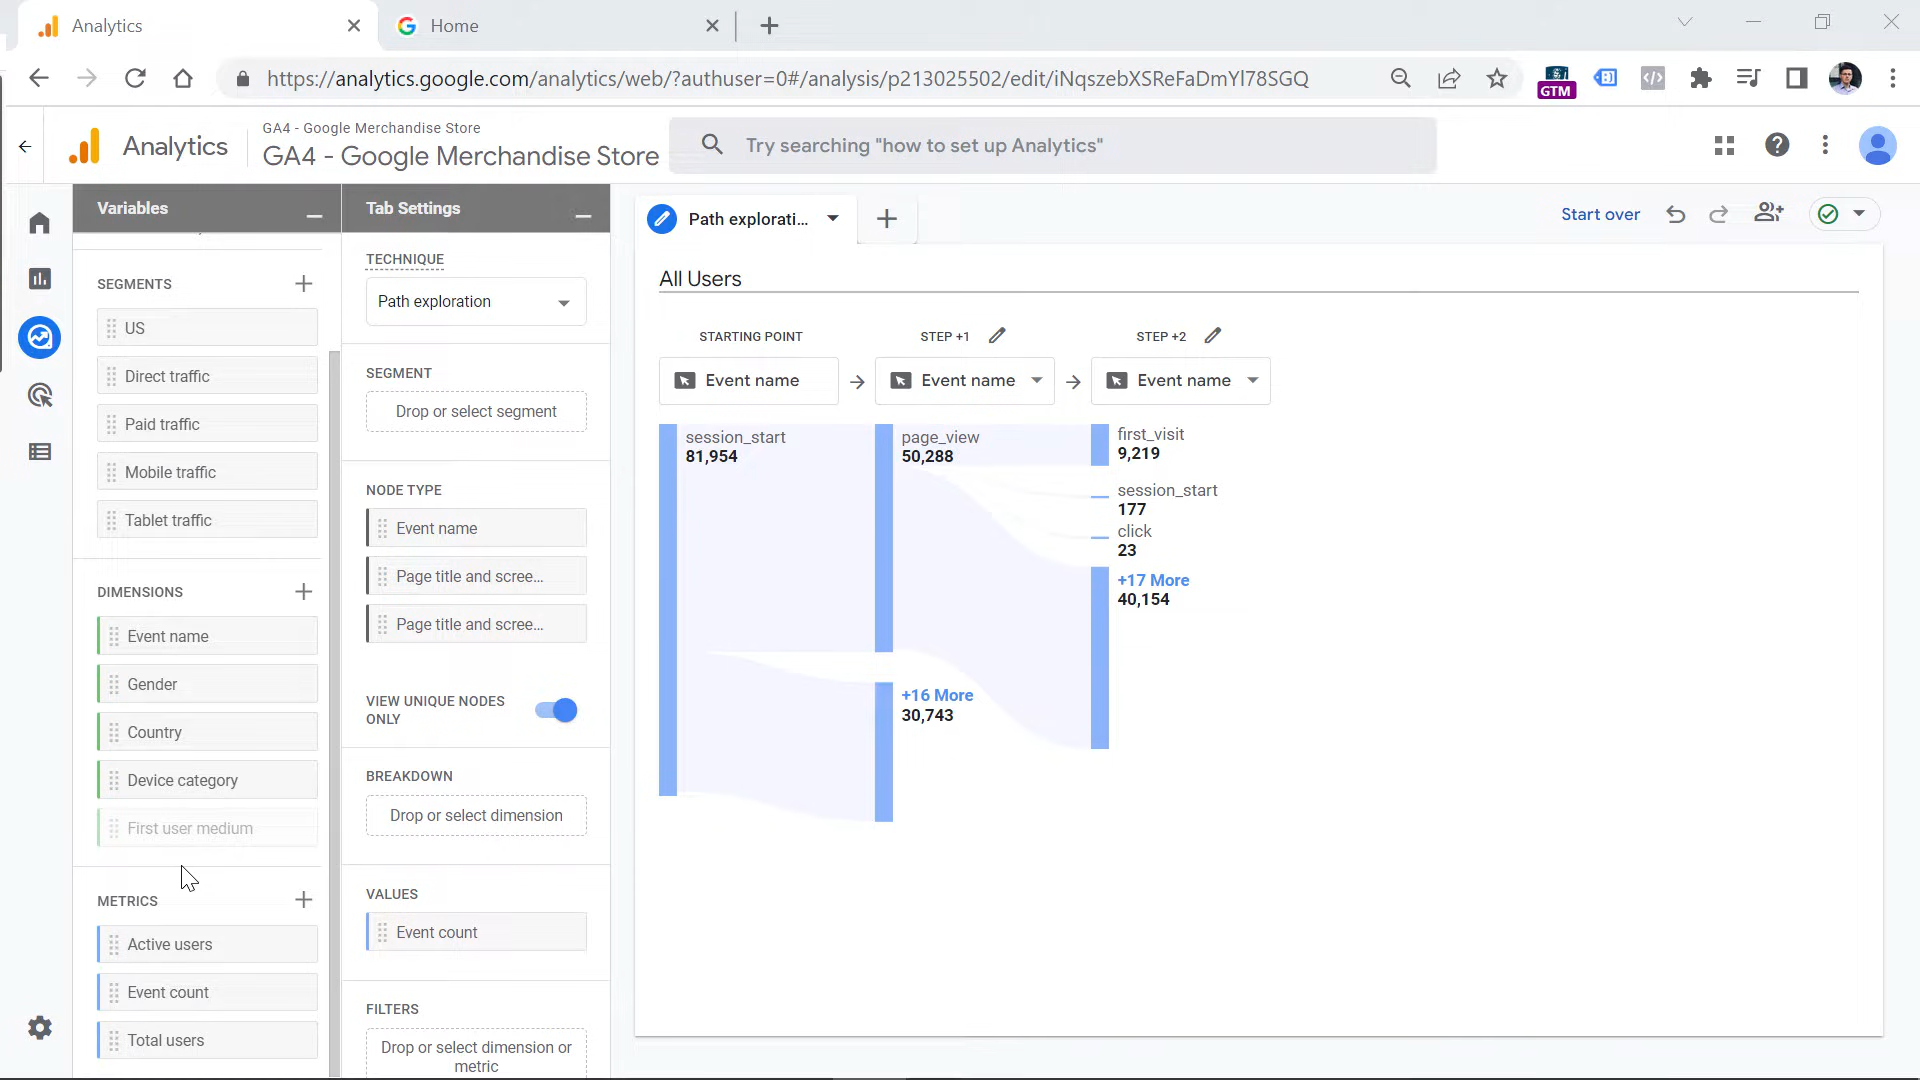 Analytics
Home
https://analytics.google.com/analytics/web/?authuser=0#/analysis/p213025502/edit/iNqszebXSReFaDmYl78SGQ
GTM
Analytics
GA4 - Google Merchandise Store
GA4 - Google Merchandise Store
Try searching "how to set up Analytics"
Variables
SEGMENTS
US
Direct traffic
Paid traffic
Mobile traffic
Tablet traffic
DIMENSIONS
Event name
Gender
Country
Device category
First user medium
METRICS
Active users
Event count
Total users
Tab Settings
TECHNIQUE
Path exploration
SEGMENT
Drop or select segment
NODE TYPE
Event name
Page title and scree...
Page title and scree...
VIEW UNIQUE NODES
ONLY
BREAKDOWN
Drop or select dimension
VALUES
Event count
FILTERS
Drop or select dimension or
metric
Path explorati...
Start over
All Users
STARTING POINT
STEP +1
STEP +2
Event name
Event name
Event name
session_start
81,954
page_view
50,288
+16 More
30,743
first_visit
9,219
session_start
177
click
23
+17 More
40,154